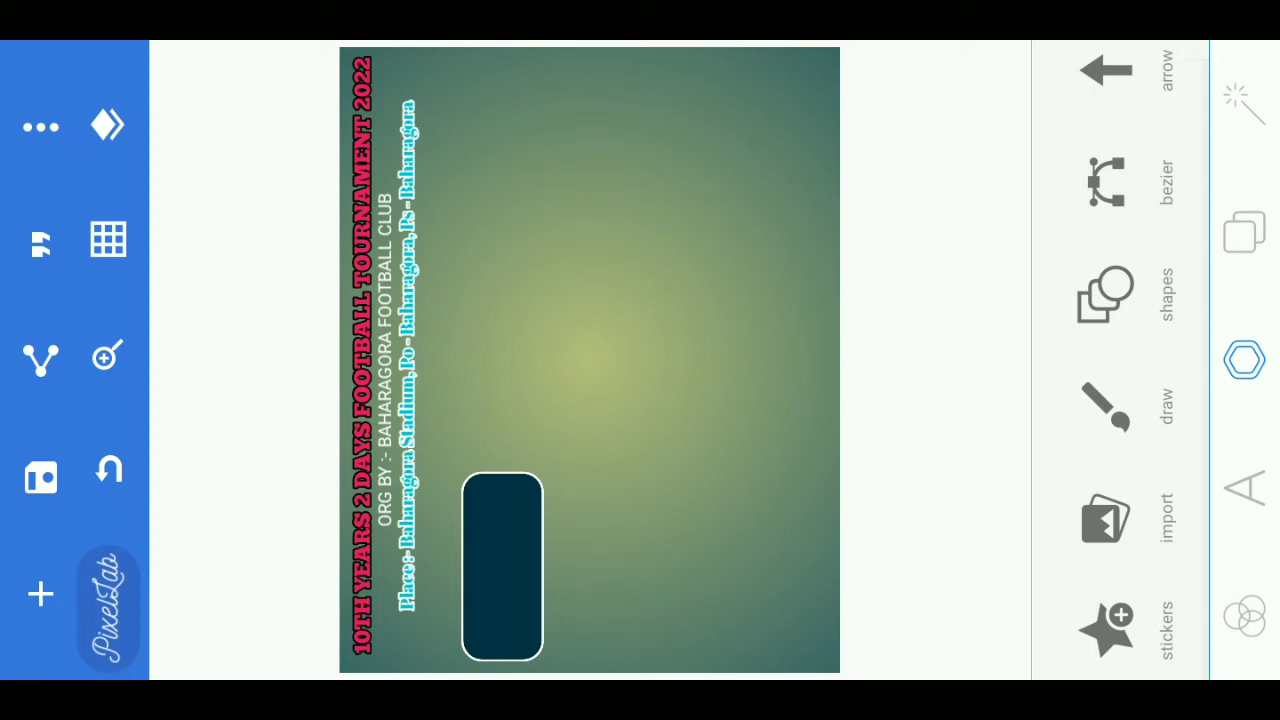 PixelLab
10TH YEARS 2 DAYS FOOTBALL TOURNAMENT 2022
ORG BY :- BAHARAGORA FOOTBALL CLUB
Place :- Baharagora Stadium, Po - Baharagora, Ps - Baharagora
stickers
import
draw
shapes
bezier
arrow
A